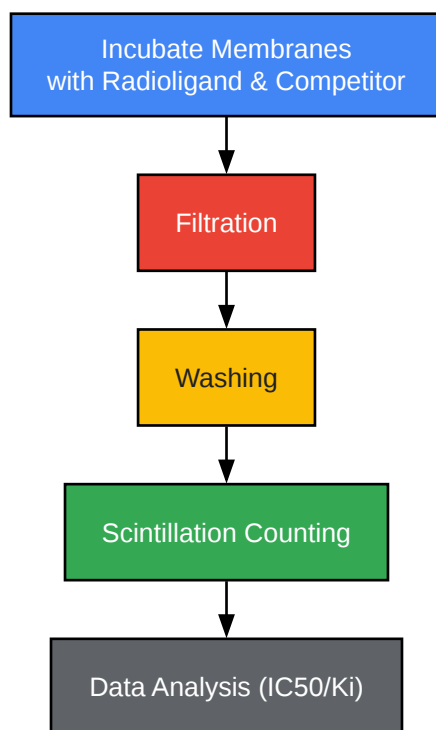 Incubate Membranes
with Radioligand & Competitor
Filtration
Washing
Scintillation Counting
Data Analysis (IC50/Ki)